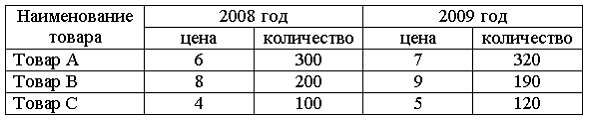 Наименование товара 2008 год 2009 год
цена количество цена количество
Товар А 6 300 7 320
Товар В 8 200 9 190
Товар С 4 100 5 120